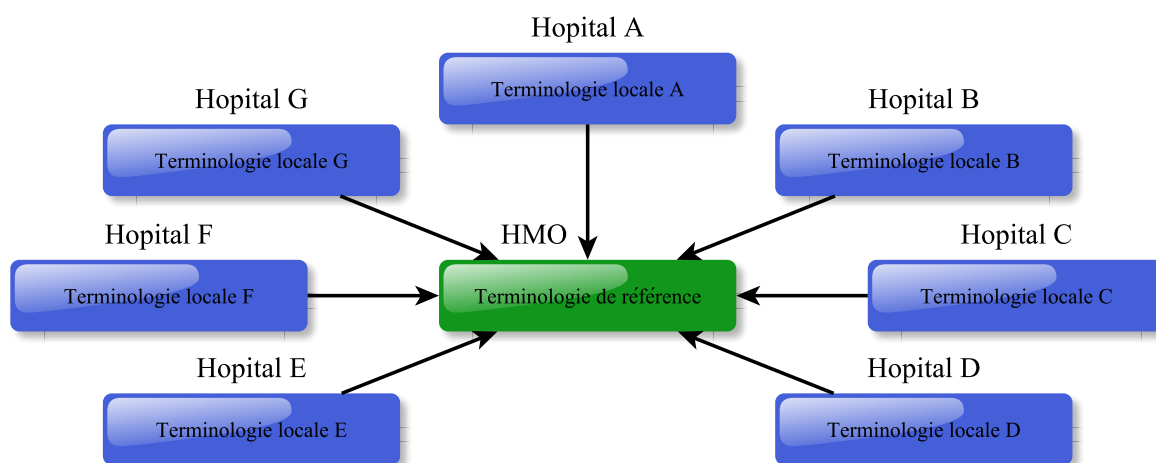 Hopital A
Terminologie locale A
Hopital G
Hopital B
Terminologie locale G
Terminologie locale B
Hopital F
HMO
Hopital C
Terminologie locale F
Terminologie de référence
Terminologie locale C
Hopital E
Hopital D
Terminologie locale E
Terminologie locale D